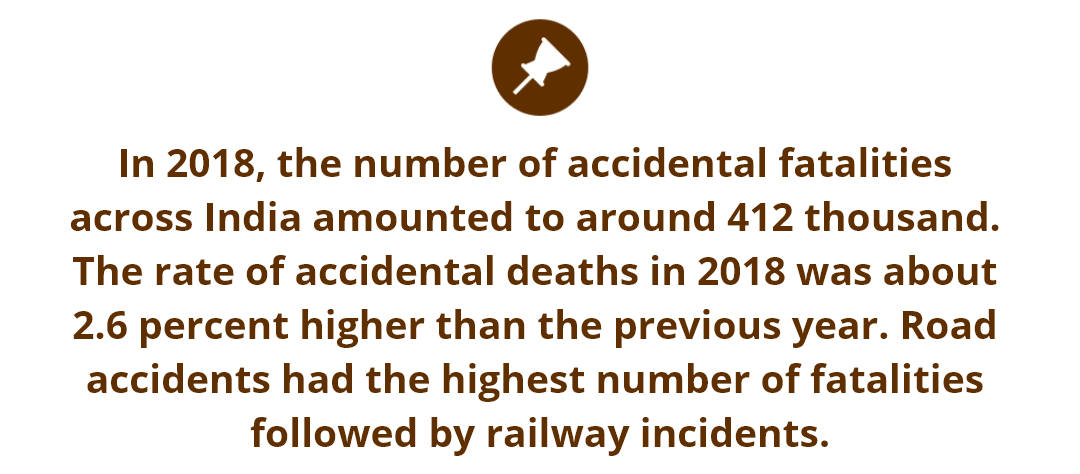 In 2018, the number of accidental fatalities
across India amounted to around 412 thousand.
The rate of accidental deaths in 2018 was about
2.6 percent higher than the previous year. Road
accidents had the highest number of fatalities
followed by railway incidents.